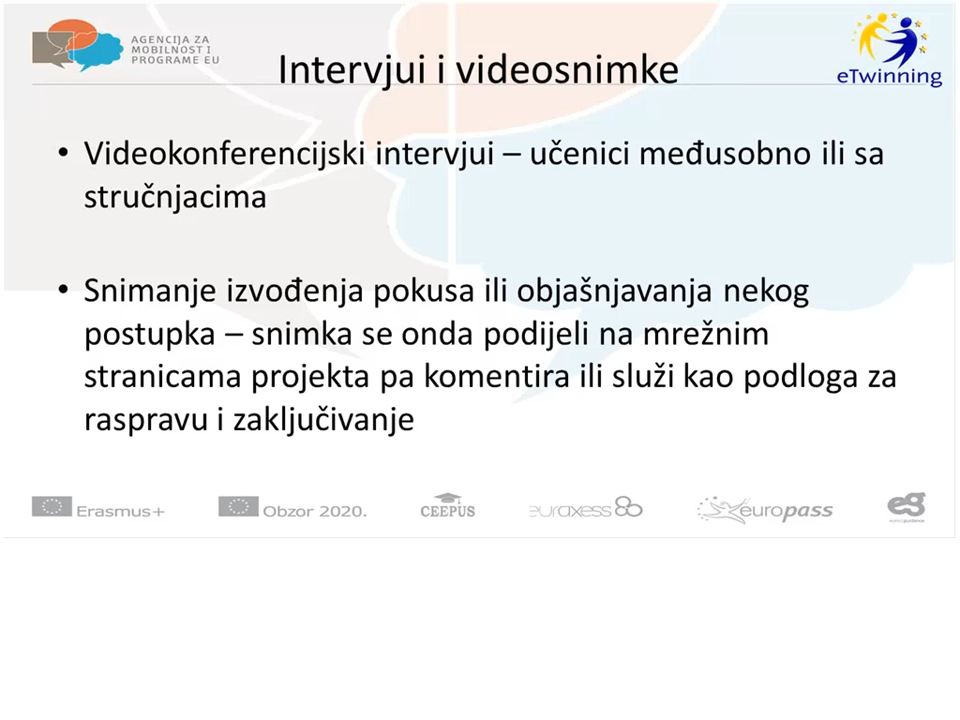 AGENCIJA ZA
MOBILNOST I
PROGRAME EU
Intervjui i videosnimke
eTwinning
• Videokonferencijski intervjui – učenici međusobno ili sa
stručnjacima
• Snimanje izvođenja pokusa ili objašnjavanja nekog
postupka – snimka se onda podijeli na mrežnim
stranicama projekta pa komentira ili služi kao podloga za
raspravu i zaključivanje
Erasmus+
Obzor 2020.
CEEPUS
euraxess
europass
eg